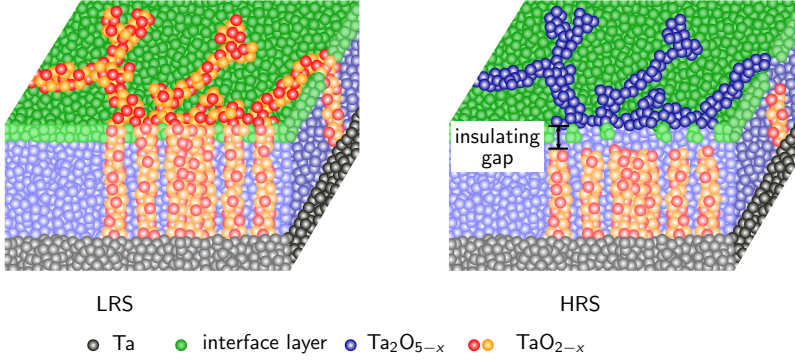 insulating
gap
LRS
HRS
Ta interface layer Ta₂O₅₋ₓ TaO₂₋ₓ